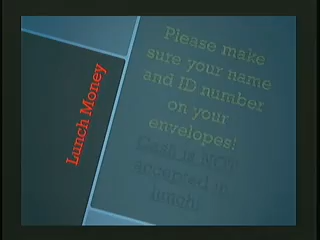 Lunch Money
Please make
sure your name
and ID number
on your
envelopes!
Cash is NOT
accepted in
lunch!